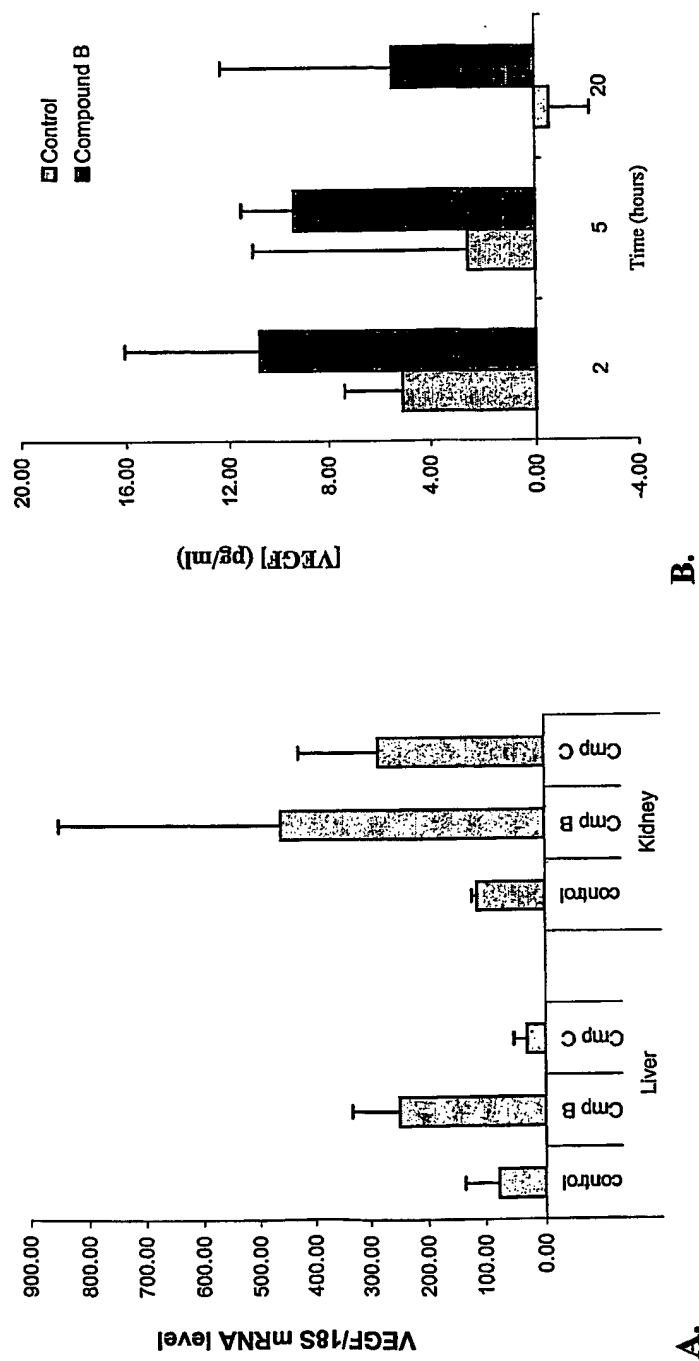 900.00
800.00
700.00
600.00
500.00
400.00
300.00
200.00
100.00
0.00
VEGF/18S mRNA level
control
Cmp B
Cmp C
control
Cmp B
Cmp C
Liver
Kidney
A.
Control
Compound B
20.00
16.00
12.00
8.00
4.00
0.00
-4.00
[VEGF] (pg/ml)
2
5
20
Time (hours)
B.